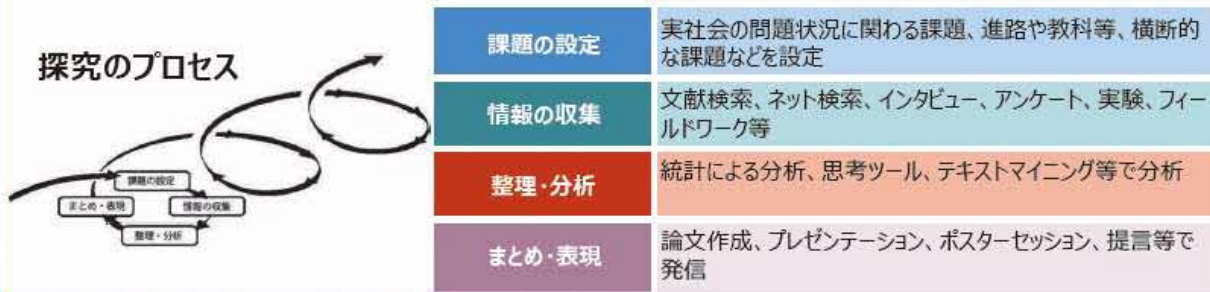 探究のプロセス
課題の設定
まとめ・表現
情報の収集
整理・分析
課題の設定
実社会の問題状況に関わる課題、進路や教科等、横断的
な課題などを設定
情報の収集
文献検索、ネット検索、インタビュー、アンケート、実験、フィー
ルドワーク等
整理・分析
統計による分析、思考ツール、テキストマイニング等で分析
まとめ・表現
論文作成、プレゼンテーション、ポスターセッション、提言等で
発信